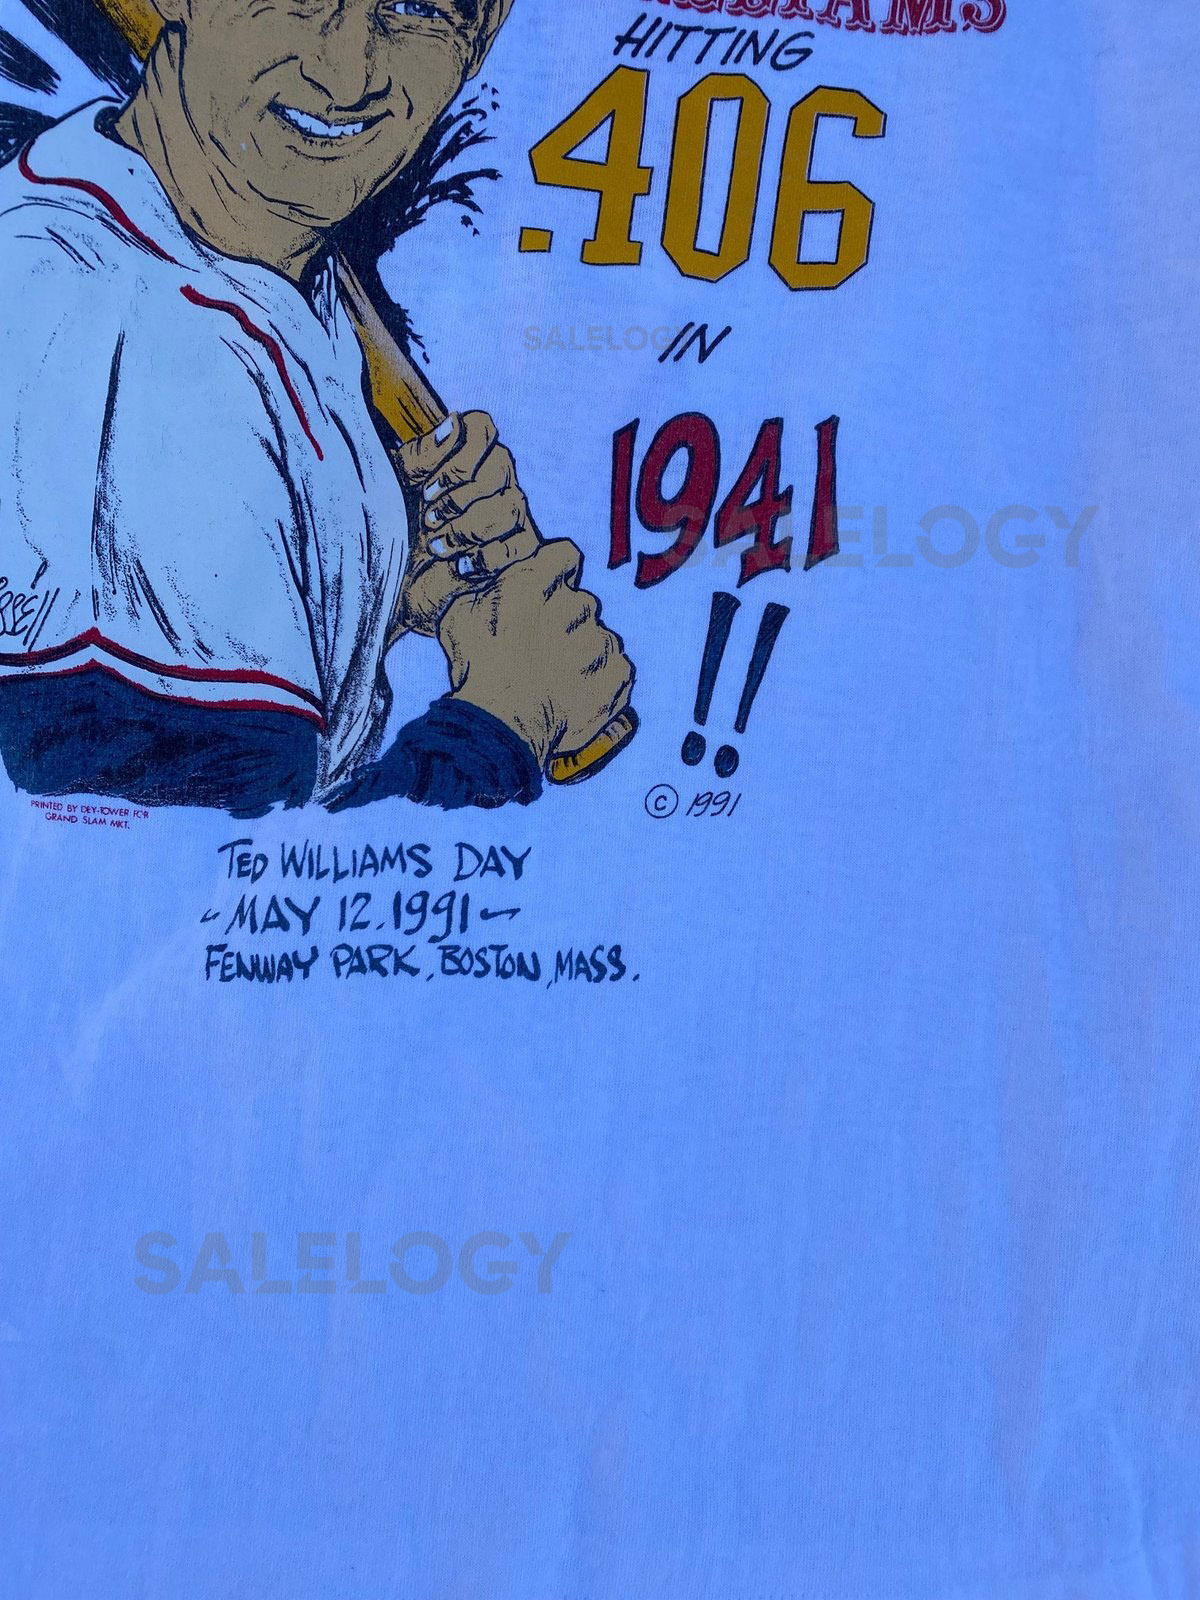 HITTING
.406
IN
1941
!!
© 1991
PRINTED BY DEY-TOWER FOR
GRAND SLAM MKT.
TED WILLIAMS DAY
- MAY 12.1991 -
FENWAY PARK, BOSTON, MASS.
SALELOGY
SALELOGY
SALELOGY